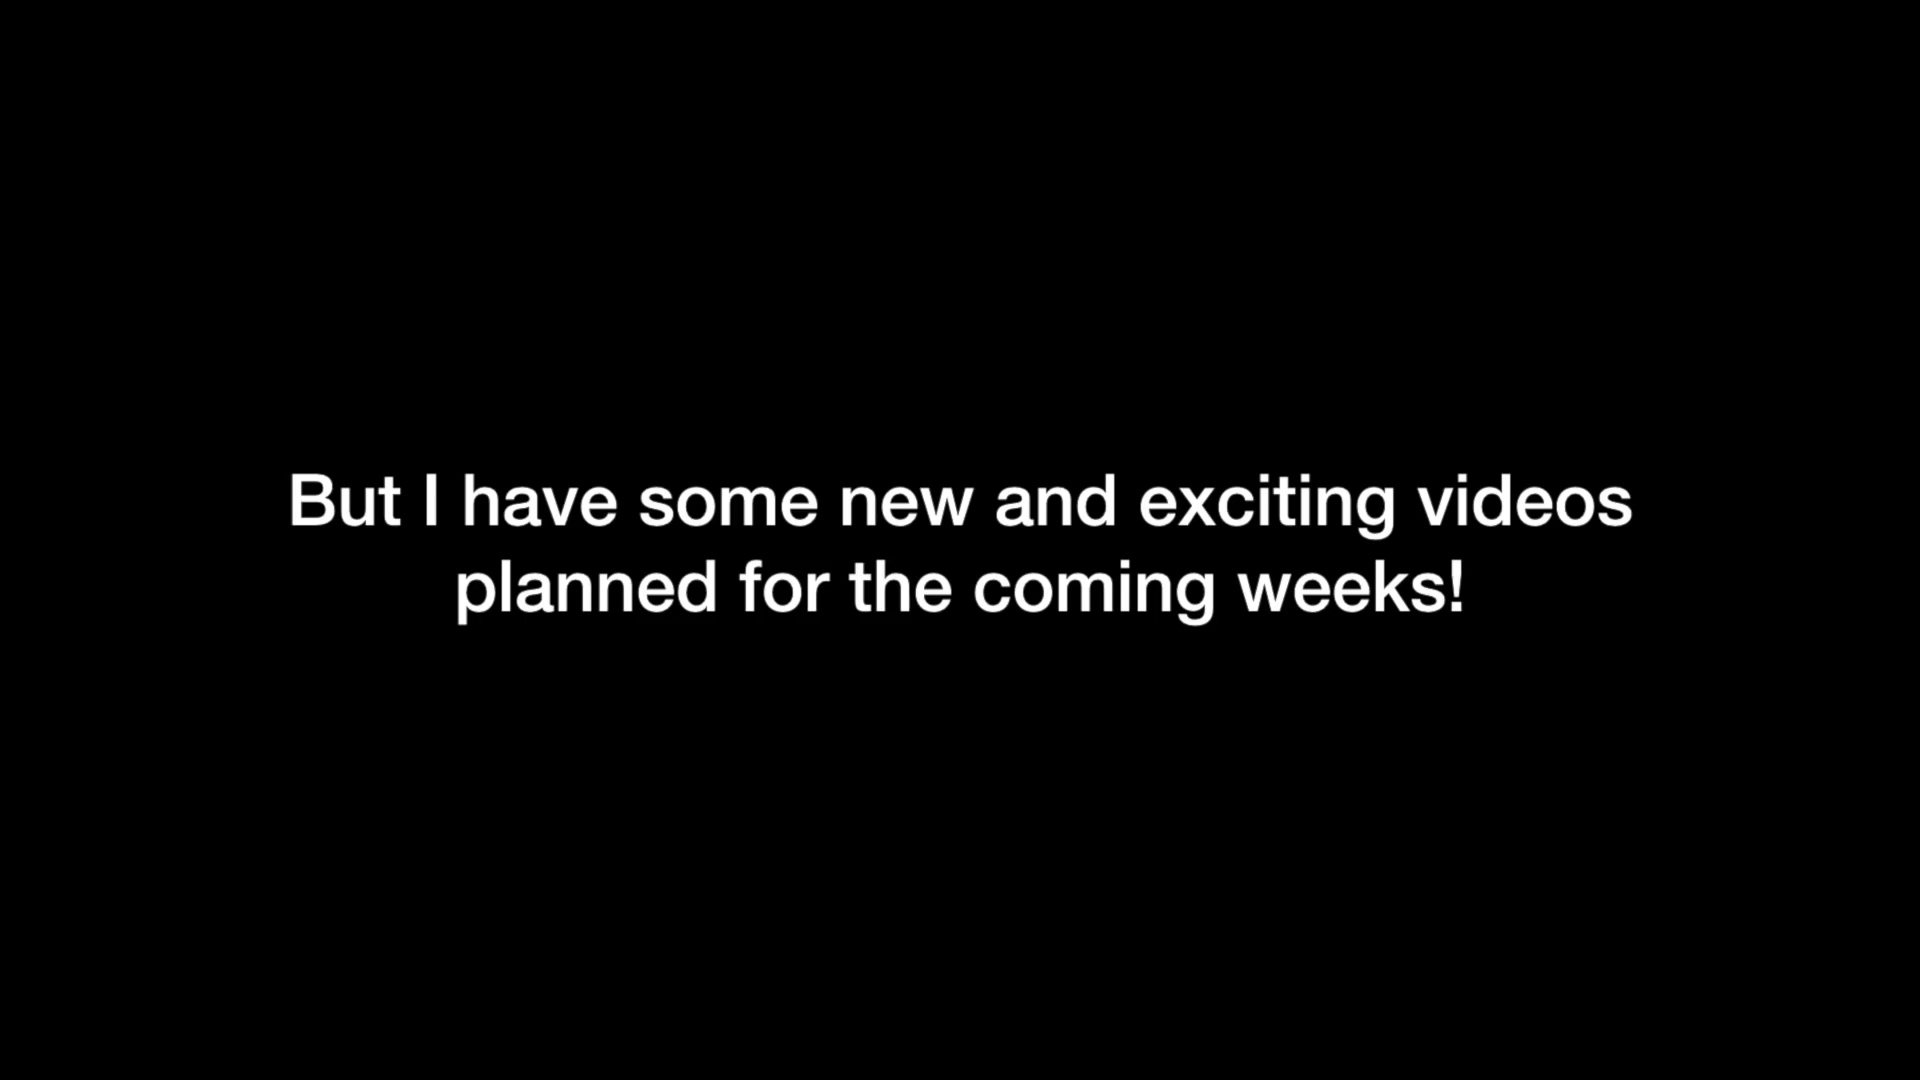 But I have some new and exciting videos
planned for the coming weeks!